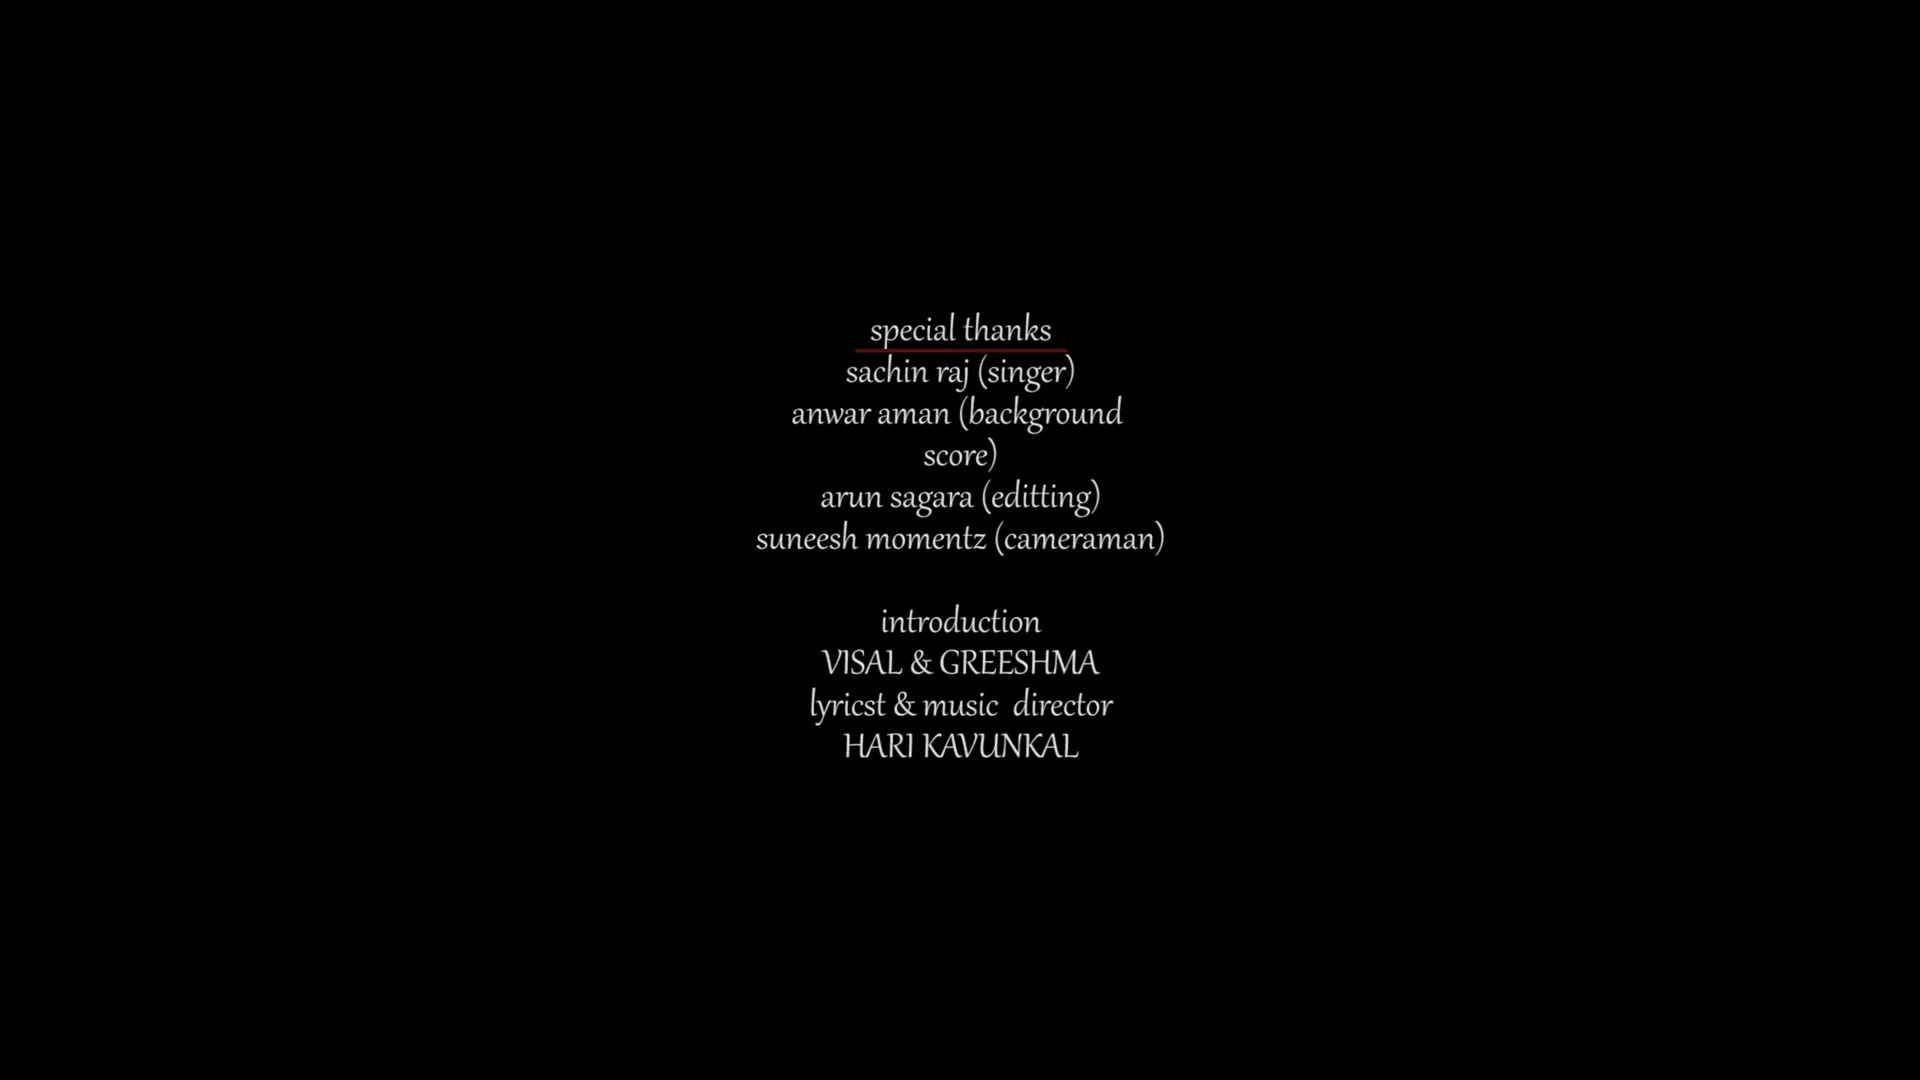 special thanks
sachin raj (singer)
anwar aman (background
score)
arun sagara (editting)
suneesh momentz (cameraman)
introduction
VISAL & GREESHMA
lyricst & music  director
HARI KAVUNKAL